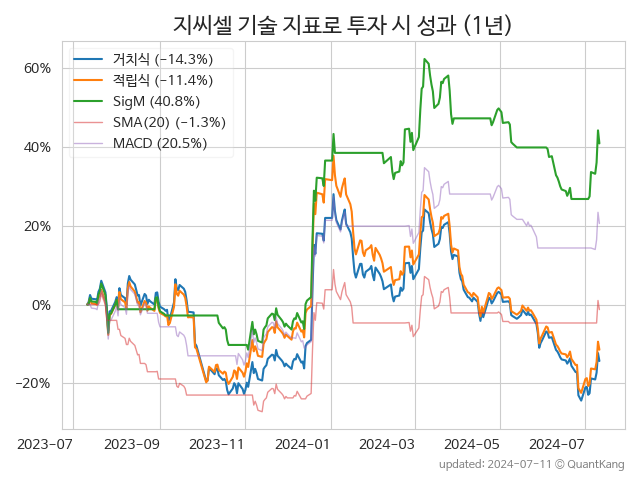 지씨셀 기술 지표로 투자 시 성과 (1년)
60%
40%
20%
0%
−20%
거치식 (−14.3%)
적립식 (−11.4%)
SigM (40.8%)
SMA(20) (−1.3%)
MACD (20.5%)
2023-07
2023-09
2023-11
2024-01
2024-03
2024-05
2024-07
updated: 2024-07-11 © QuantKang